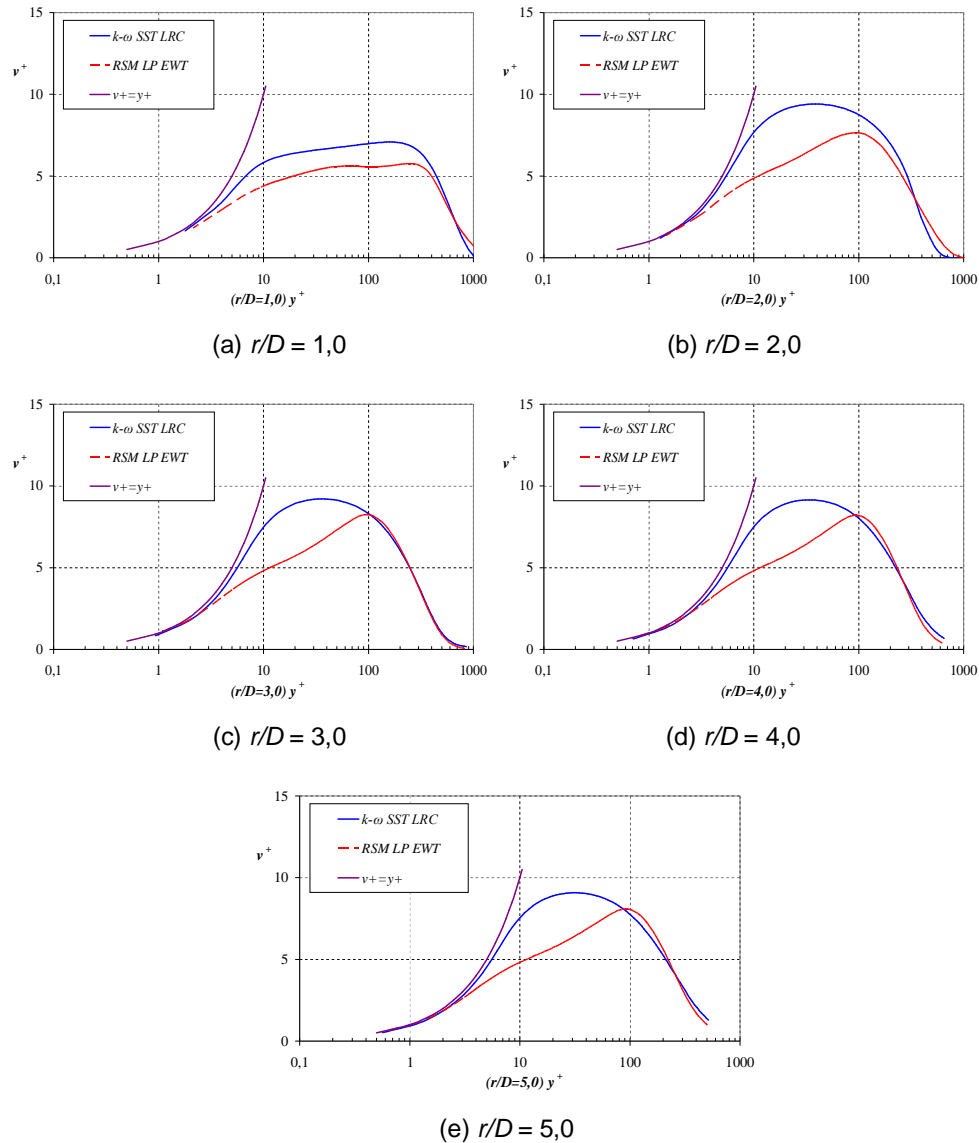 15
10
5
0
v+
k-ω SST LRC
RSM LP EWT
v+=y+
0,1 1 10 100 1000
(r/D=1,0) y+
(a) r/D = 1,0
15
10
5
0
v+
k-ω SST LRC
RSM LP EWT
v+=y+
0,1 1 10 100 1000
(r/D=2,0) y+
(b) r/D = 2,0
15
10
5
0
v+
k-ω SST LRC
RSM LP EWT
v+=y+
0,1 1 10 100 1000
(r/D=3,0) y+
(c) r/D = 3,0
15
10
5
0
v+
k-ω SST LRC
RSM LP EWT
v+=y+
0,1 1 10 100 1000
(r/D=4,0) y+
(d) r/D = 4,0
15
10
5
0
v+
k-ω SST LRC
RSM LP EWT
v+=y+
0,1 1 10 100 1000
(r/D=5,0) y+
(e) r/D = 5,0